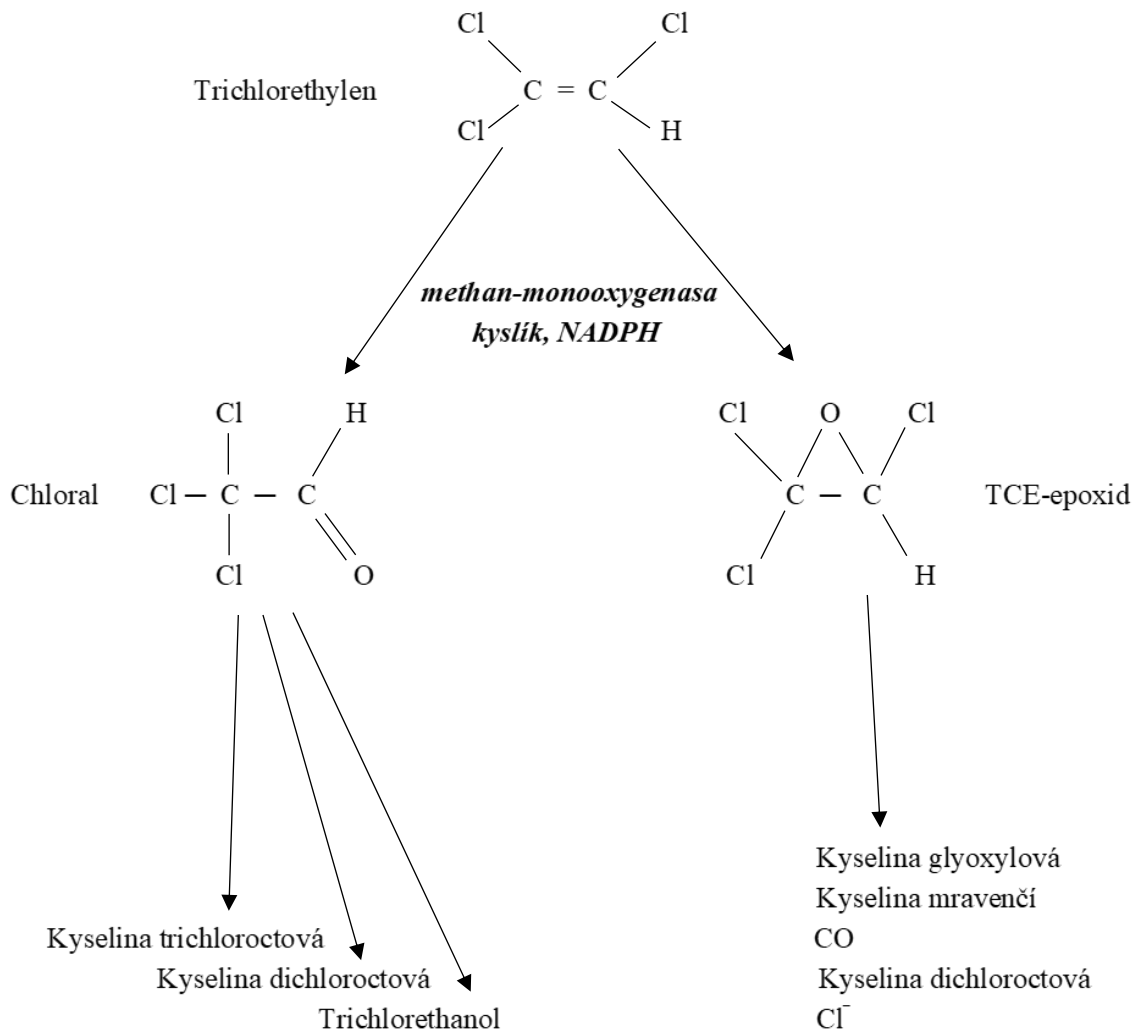 Cl Cl
Trichlorethylen C = C
Cl H
methan-monooxygenasa
kyslík, NADPH
Cl H Cl O Cl
Chloral Cl – C – C C – C TCE-epoxid
Cl O Cl H
Kyselina glyoxylová
Kyselina mravenčí
Kyselina trichloroctová CO
Kyselina dichloroctová Kyselina dichloroctová
Trichlorethanol Cl⁻